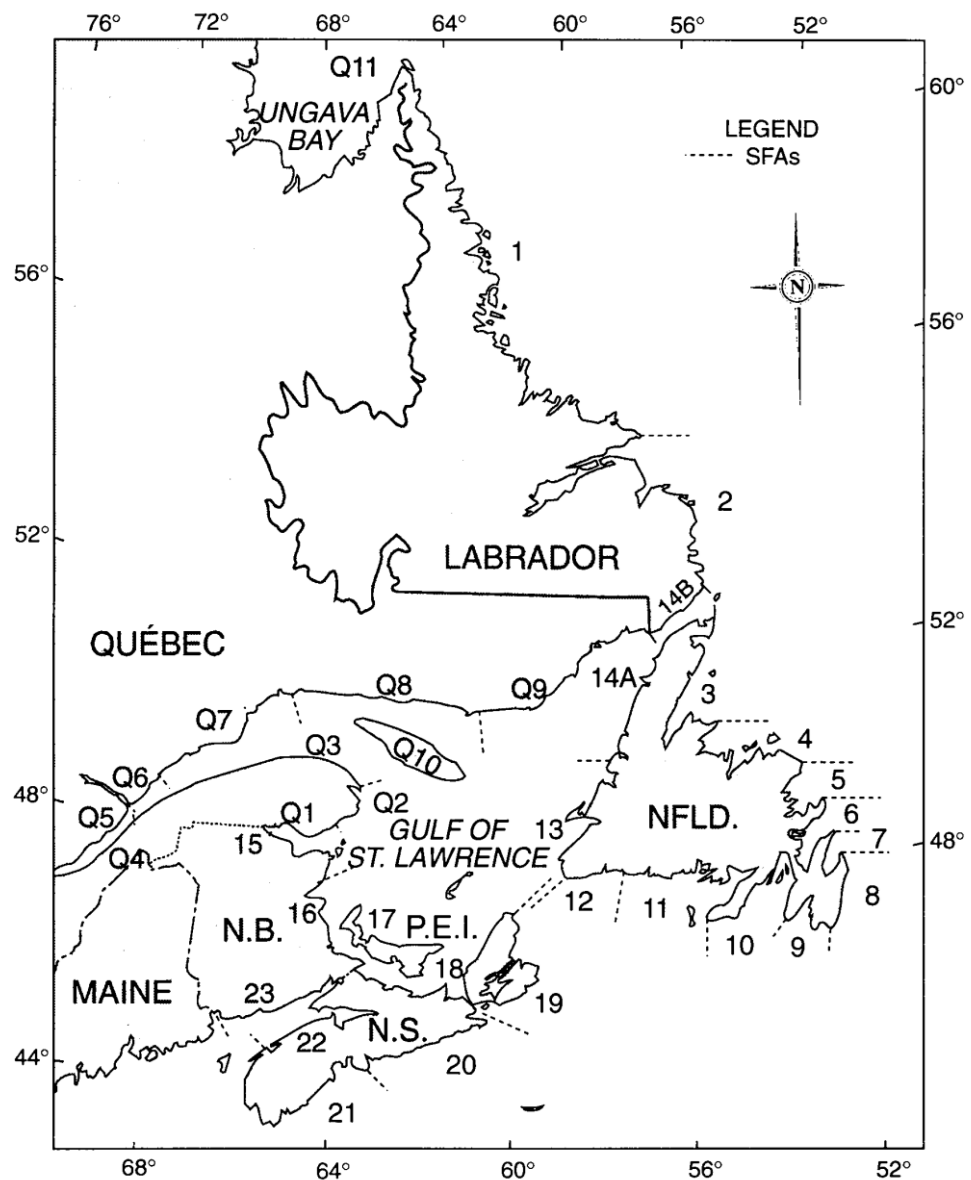 76° 72° 68° 64° 60° 56° 52°
Q11
60°
UNGAVA
BAY
LEGEND
SFAs
1
56°
N
56°
2
52°
LABRADOR
14B
52°
QUÉBEC
14A
Q8
Q9
3
Q7
Q3
Q10
4
Q6
5
48°
Q5
Q2
6
Q1
GULF OF
ST. LAWRENCE
13
NFLD.
7
48°
15
Q4
12
11
8
16
17
10
9
N.B.
P.E.I.
18
MAINE
23
19
N.S.
22
20
44°
44°
21
68° 64° 60° 56° 52°